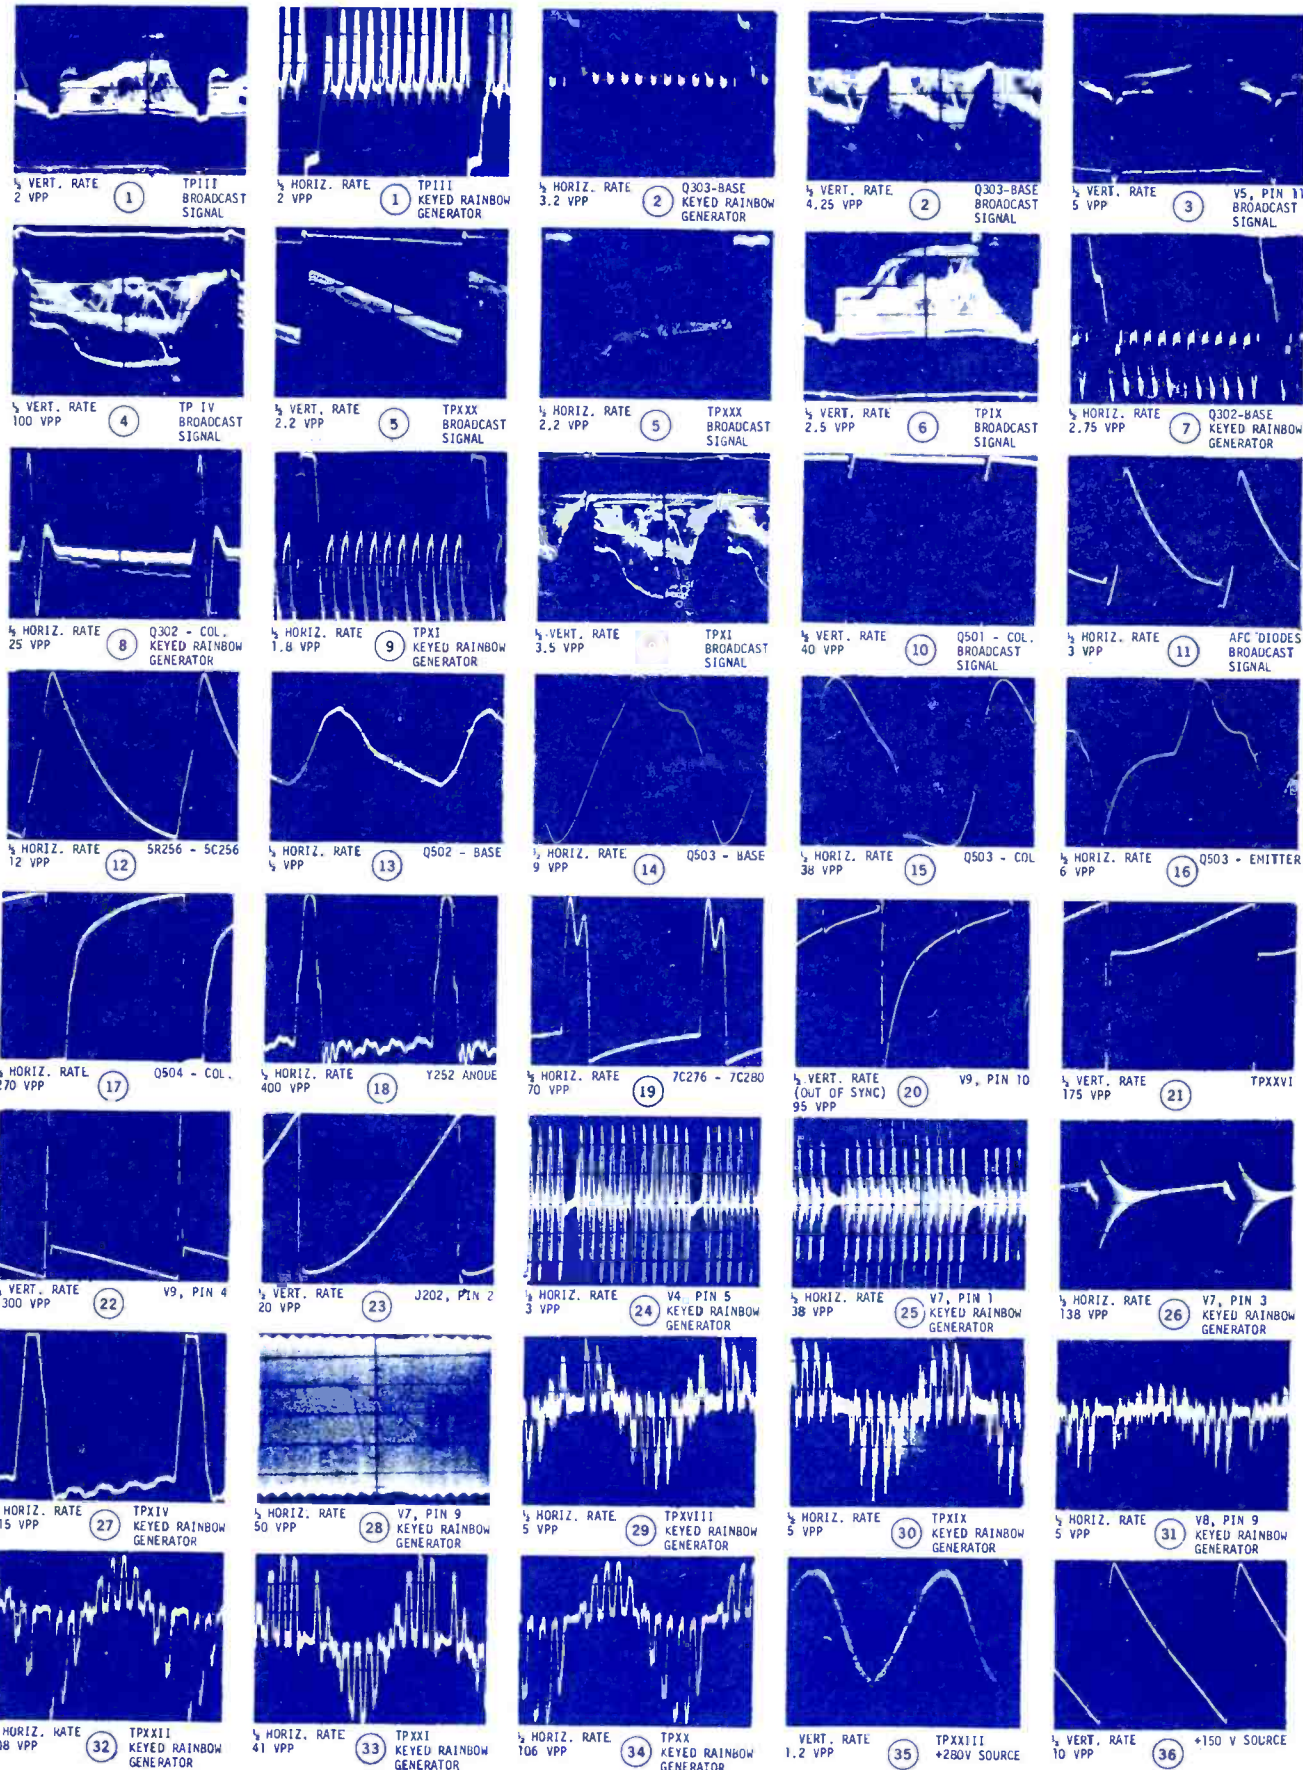 ½ VERT. RATE
2 VPP
1
TPIII
BROADCAST
SIGNAL
½ HORIZ. RATE
2 VPP
1
TPIII
KEYED RAINBOW
GENERATOR
½ HORIZ. RATE
3.2 VPP
2
Q303-BASE
KEYED RAINBOW
GENERATOR
½ VERT. RATE
4.25 VPP
2
Q303-BASE
BROADCAST
SIGNAL
½ VERT. RATE
5 VPP
3
V5, PIN 11
BROADCAST
SIGNAL
½ VERT. RATE
100 VPP
4
TP IV
BROADCAST
SIGNAL
½ VERT. RATE
2.2 VPP
5
TPXXX
BROADCAST
SIGNAL
½ HORIZ. RATE
2.2 VPP
5
TPXXX
BROADCAST
SIGNAL
½ VERT. RATE
2.5 VPP
6
TPIX
BROADCAST
SIGNAL
½ HORIZ. RATE
2.75 VPP
7
Q302-BASE
KEYED RAINBOW
GENERATOR
½ HORIZ. RATE
25 VPP
8
Q302 - COL.
KEYED RAINBOW
GENERATOR
½ HORIZ. RATE
1.8 VPP
9
TPXI
KEYED RAINBOW
GENERATOR
½ VERT. RATE
3.5 VPP
TPXI
BROADCAST
SIGNAL
½ VERT. RATE
40 VPP
10
Q501 - COL.
BROADCAST
SIGNAL
½ HORIZ. RATE
3 VPP
11
AFC DIODES
BROADCAST
SIGNAL
½ HORIZ. RATE
12 VPP
12
5R256 - 5C256
½ HORIZ. RATE
½ VPP
13
Q502 - BASE
½ HORIZ. RATE
9 VPP
14
Q503 - BASE
½ HORIZ. RATE
38 VPP
15
Q503 - COL
½ HORIZ. RATE
6 VPP
16
Q503 - EMITTER
½ HORIZ. RATE
270 VPP
17
Q504 - COL.
½ HORIZ. RATE
400 VPP
18
Y252 ANODE
½ HORIZ. RATE
70 VPP
19
7C276 - 7C280
½ VERT. RATE
(OUT OF SYNC)
95 VPP
20
V9, PIN 10
½ VERT. RATE
175 VPP
21
TPXXVI
VERT. RATE
300 VPP
22
V9, PIN 4
½ VERT. RATE
20 VPP
23
J202, PIN 2
½ HORIZ. RATE
3 VPP
24
V4, PIN 5
KEYED RAINBOW
GENERATOR
½ HORIZ. RATE
38 VPP
25
V7, PIN 1
KEYED RAINBOW
GENERATOR
½ HORIZ. RATE
138 VPP
26
V7, PIN 3
KEYED RAINBOW
GENERATOR
HORIZ. RATE
15 VPP
27
TPXIV
KEYED RAINBOW
GENERATOR
½ HORIZ. RATE
50 VPP
28
V7, PIN 9
KEYED RAINBOW
GENERATOR
½ HORIZ. RATE
5 VPP
29
TPXVIII
KEYED RAINBOW
GENERATOR
½ HORIZ. RATE
5 VPP
30
TPXIX
KEYED RAINBOW
GENERATOR
½ HORIZ. RATE
5 VPP
31
V8, PIN 9
KEYED RAINBOW
GENERATOR
HORIZ. RATE
VPP
32
TPXXII
KEYED RAINBOW
GENERATOR
½ HORIZ. RATE
41 VPP
33
TPXXI
KEYED RAINBOW
GENERATOR
½ HORIZ. RATE
106 VPP
34
TPXX
KEYED RAINBOW
GENERATOR
VERT. RATE
1.2 VPP
35
TPXXIII
+280V SOURCE
½ VERT. RATE
10 VPP
36
+150 V SOURCE